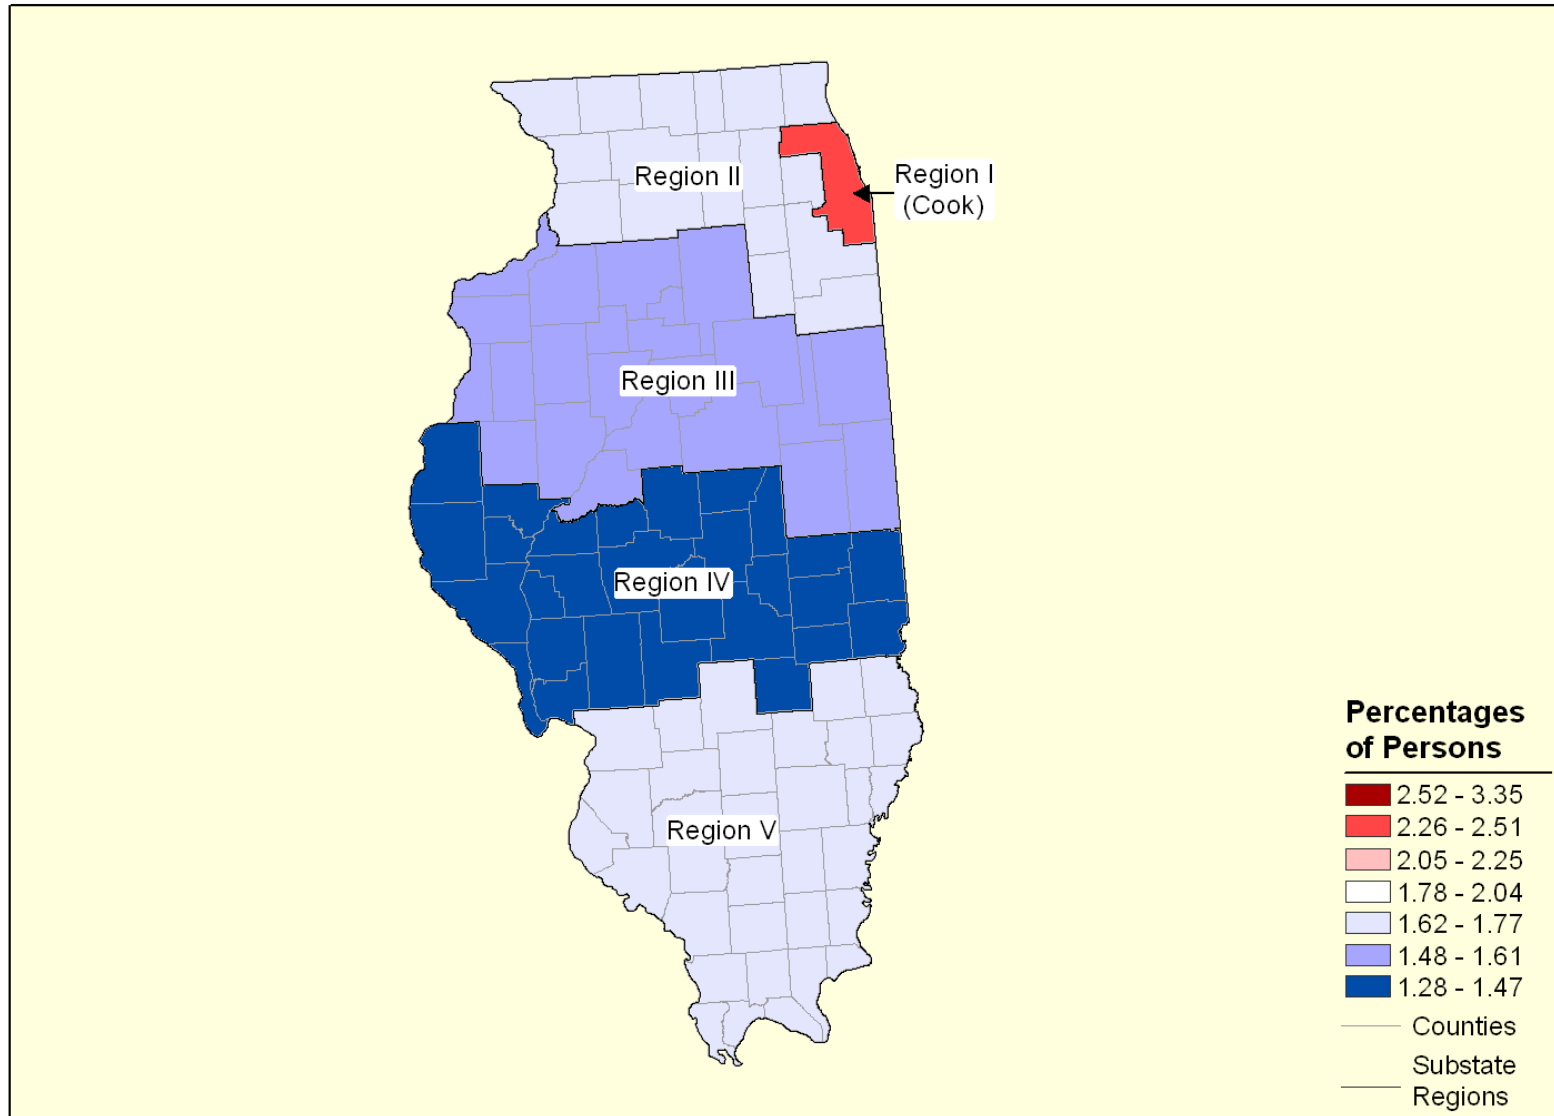 Region II
Region I
(Cook)
Region III
Region IV
Region V
Percentages
of Persons
2.52 - 3.35
2.26 - 2.51
2.05 - 2.25
1.78 - 2.04
1.62 - 1.77
1.48 - 1.61
1.28 - 1.47
Counties
Substate
Regions